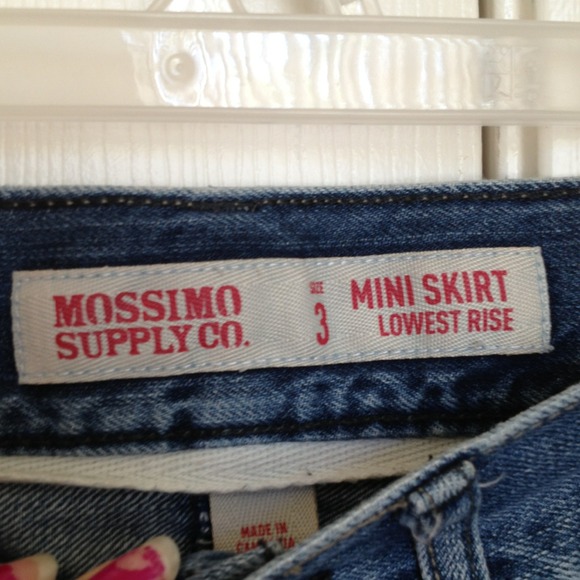 MOSSIMO
SUPPLY CO.
SIZE
3
MINI SKIRT
LOWEST RISE
MADE IN